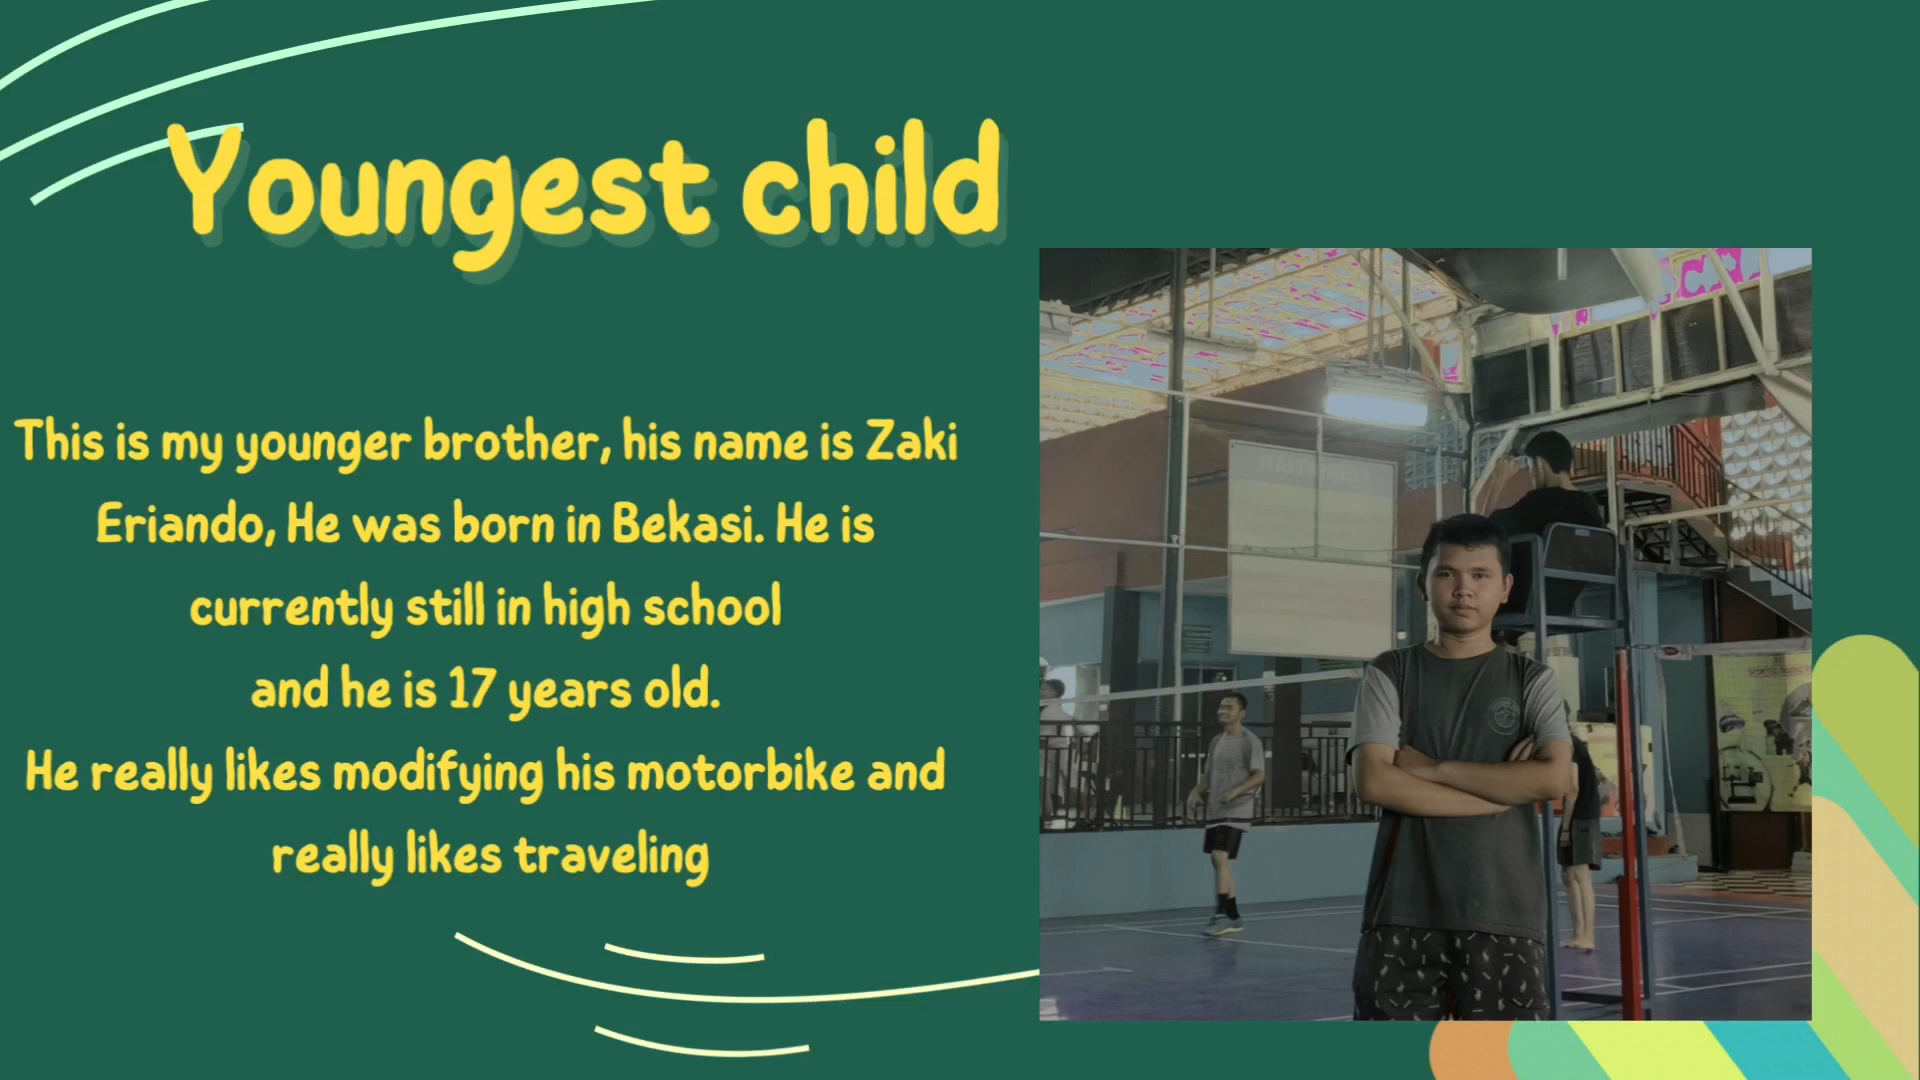 Youngest child
This is my younger brother, his name is Zaki
Eriando, He was born in Bekasi. He is
currently still in high school
and he is 17 years old.
He really likes modifying his motorbike and
really likes traveling